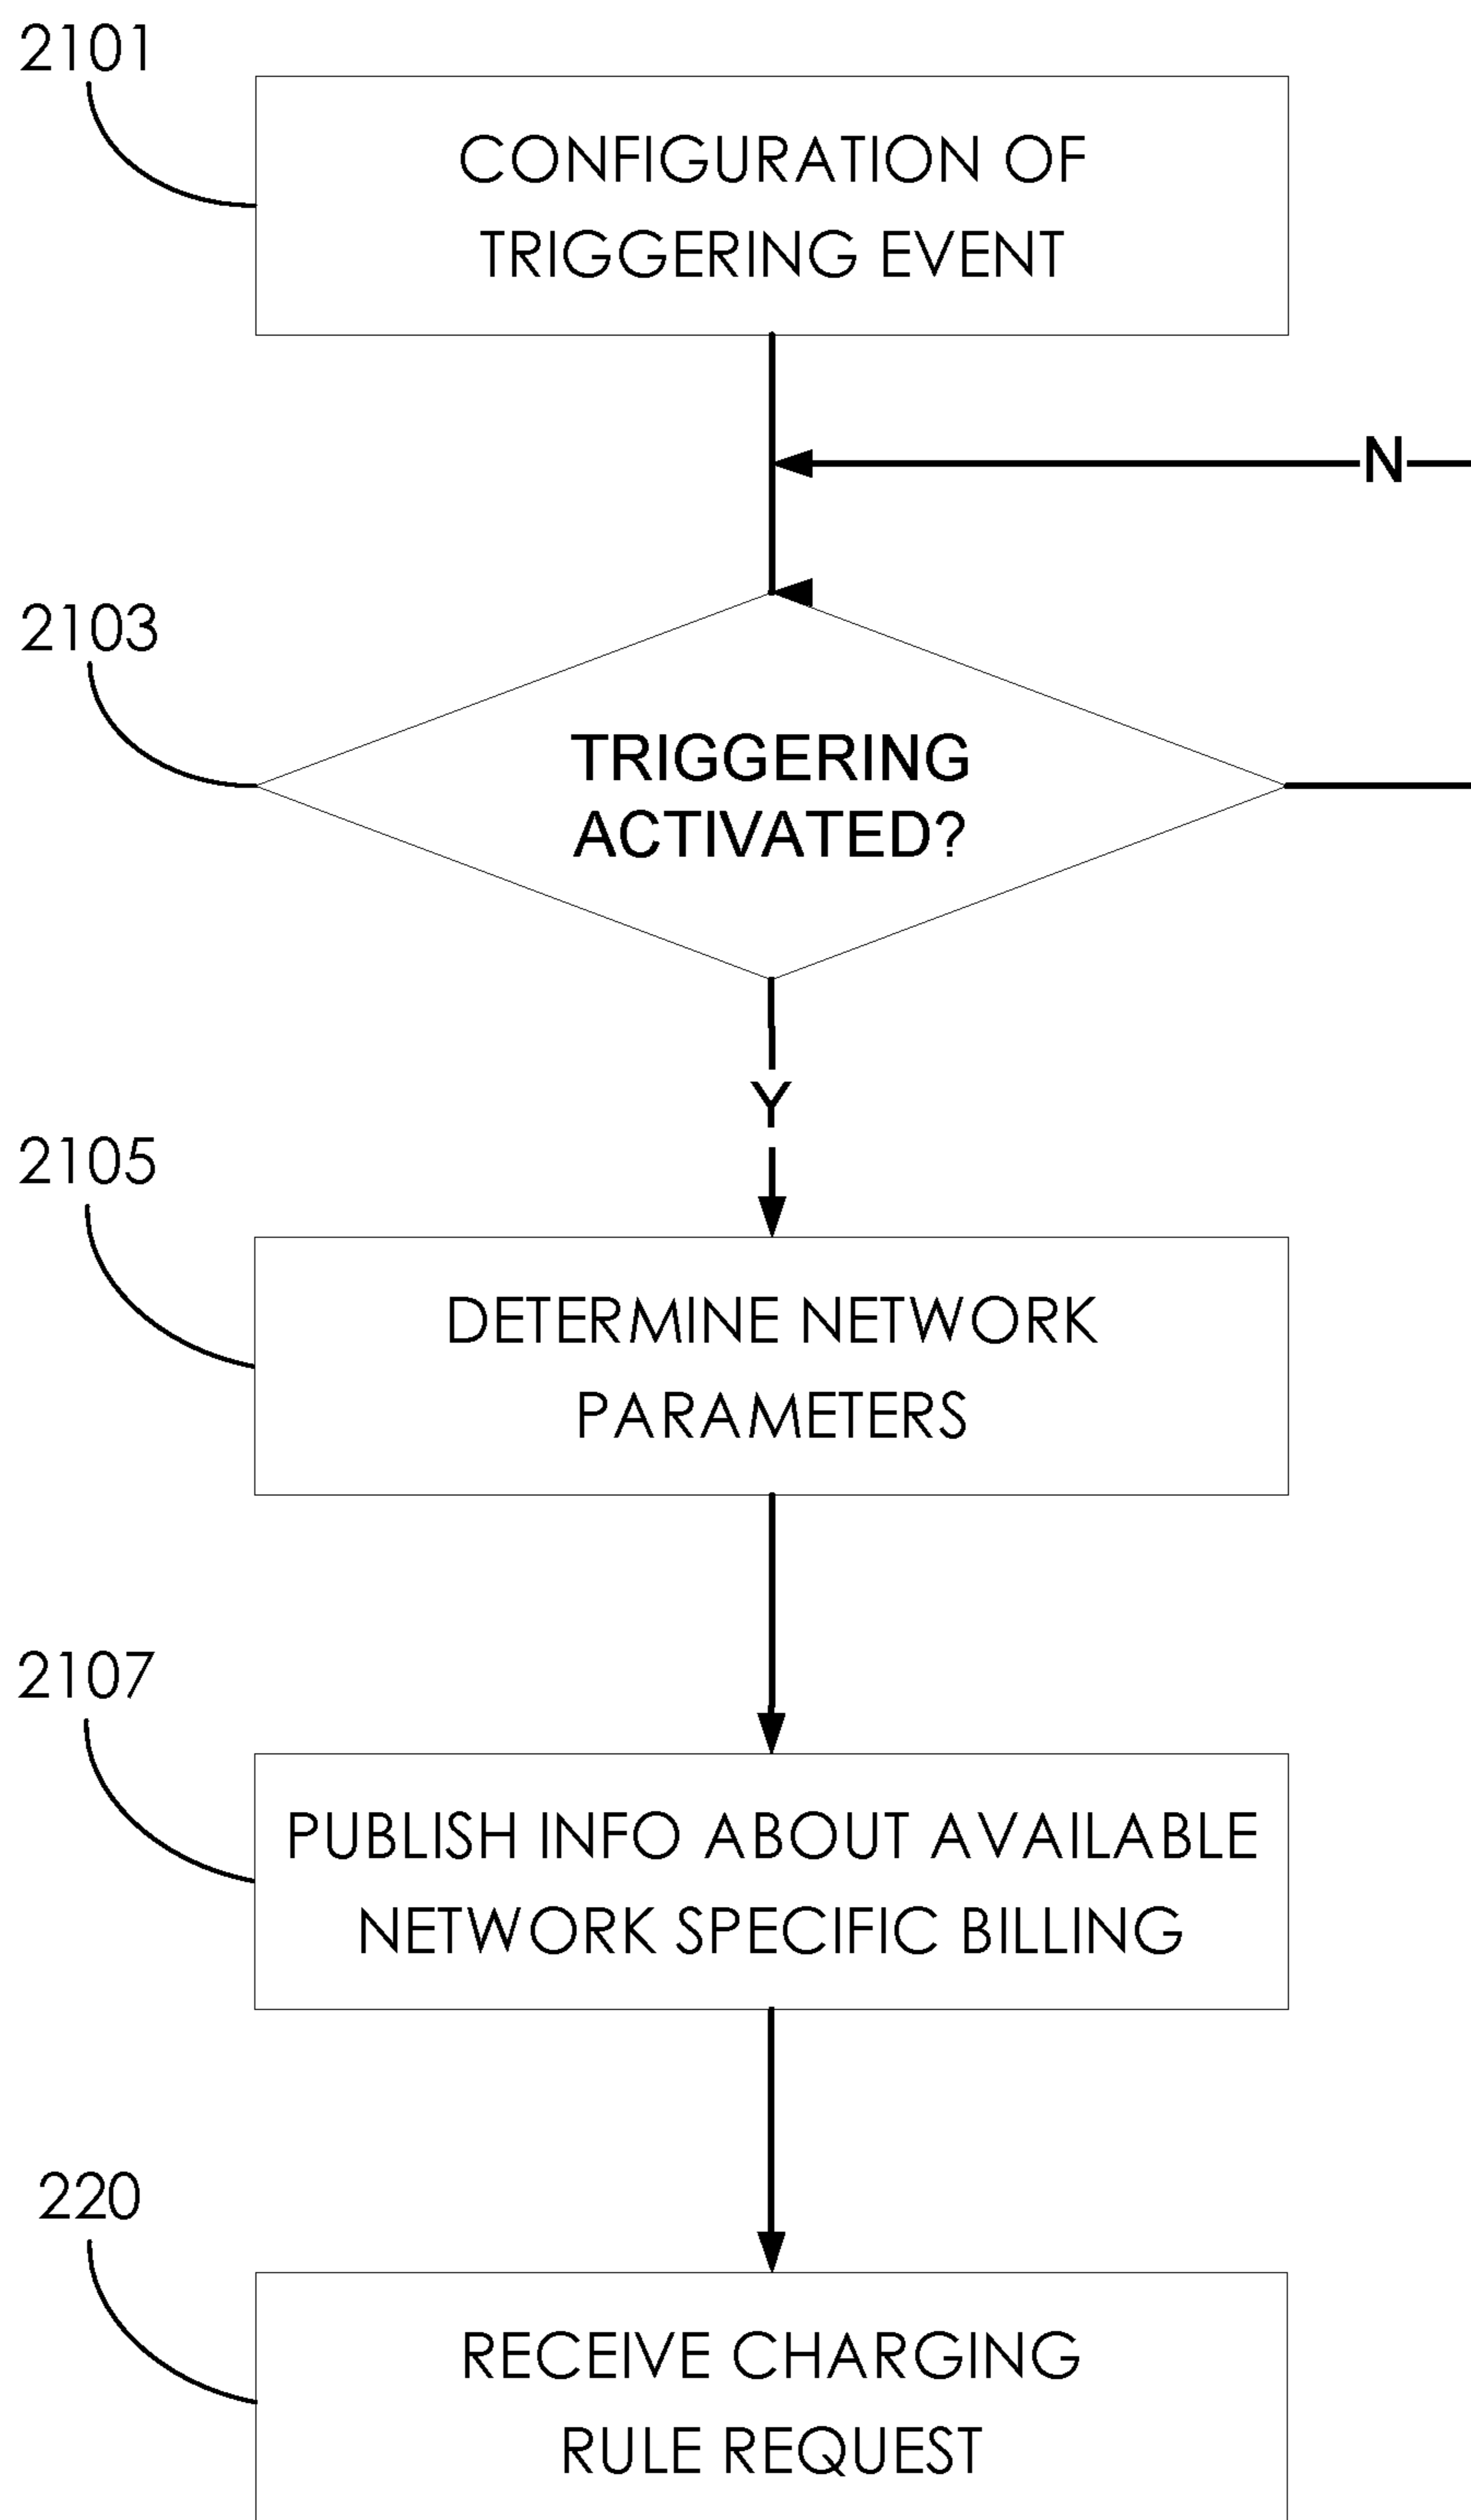 2101
CONFIGURATION OF
TRIGGERING EVENT
N
2103
TRIGGERING
ACTIVATED?
Y
2105
DETERMINE NETWORK
PARAMETERS
2107
PUBLISH INFO ABOUT AVAILABLE
NETWORK SPECIFIC BILLING
220
RECEIVE CHARGING
RULE REQUEST